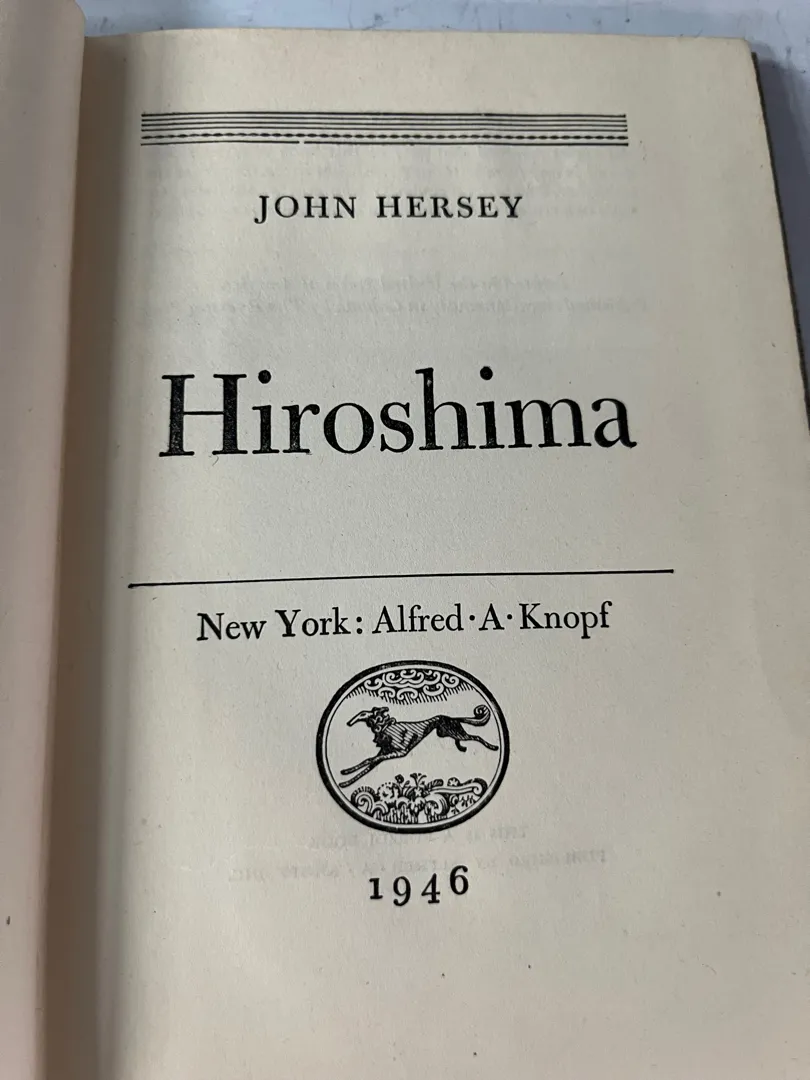 JOHN HERSEY
Hiroshima
New York: Alfred·A·Knopf
1946